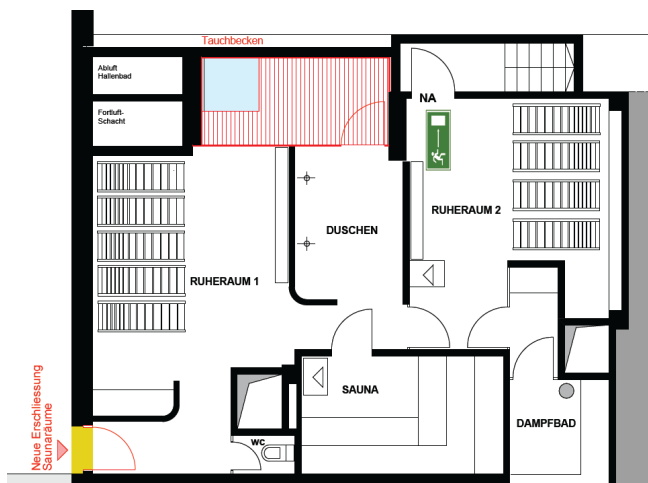 Tauchbecken
Abluft
Hallenbad
Fortluft-
Schacht
NA
RUHERAUM 2
DUSCHEN
RUHERAUM 1
SAUNA
DAMPFBAD
WC
Neue Erschliessung
Saunaräume